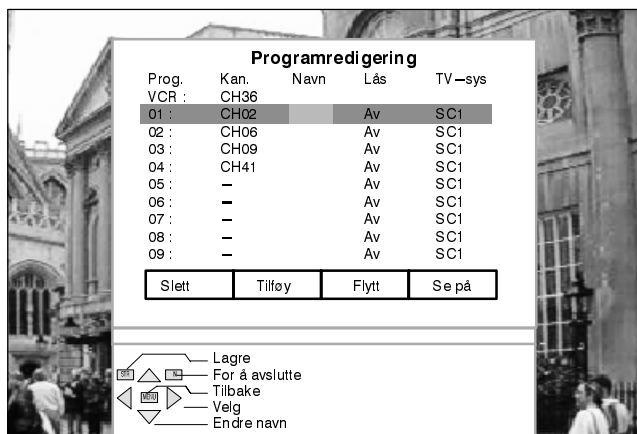 Programredigering
Prog. Kan. Navn Lås TV–sys
VCR : CH36
01 : CH02 Av SC1
02 : CH06 Av SC1
03 : CH09 Av SC1
04 : CH41 Av SC1
05 : – Av SC1
06 : – Av SC1
07 : – Av SC1
08 : – Av SC1
09 : – Av SC1
Slett Tilføy Flytt Se på
Lagre
STR N For å avslutte
MENU Tilbake
Velg
Endre navn